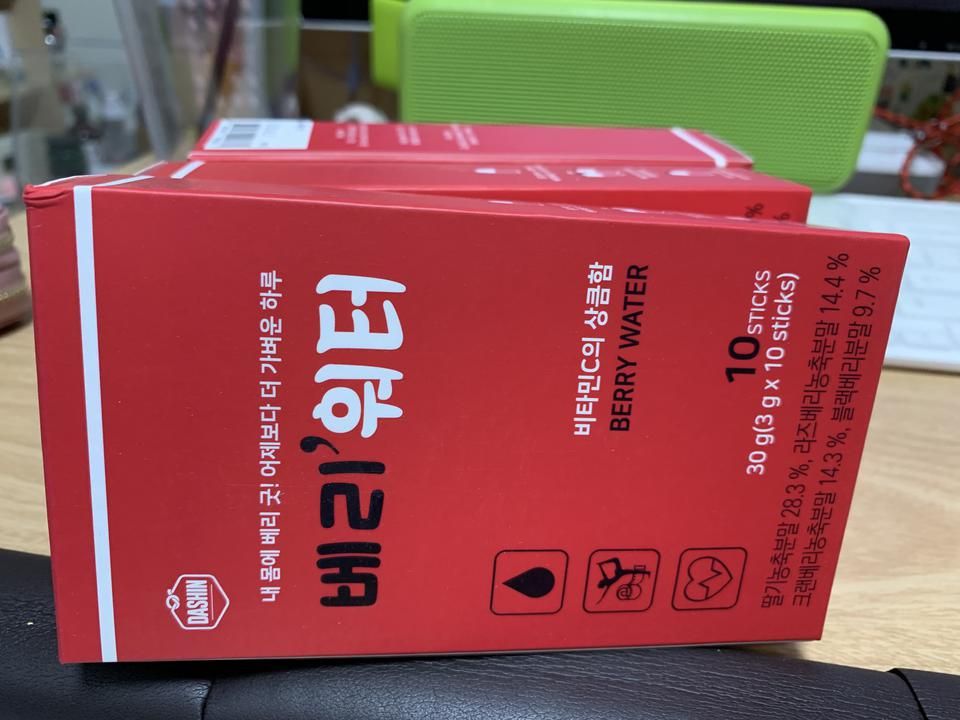 DASHIN
내 몸에 베리 굿! 어제보다 더 가벼운 하루
베리,워터
비타민C의 상큼함
BERRY WATER
10 STICKS
30 g(3 g x 10 sticks)
딸기농축분말 28.3 %, 라즈베리농축분말 14.4 %
크랜베리농축분말 14.3 %, 블랙베리분말 9.7 %
%
%